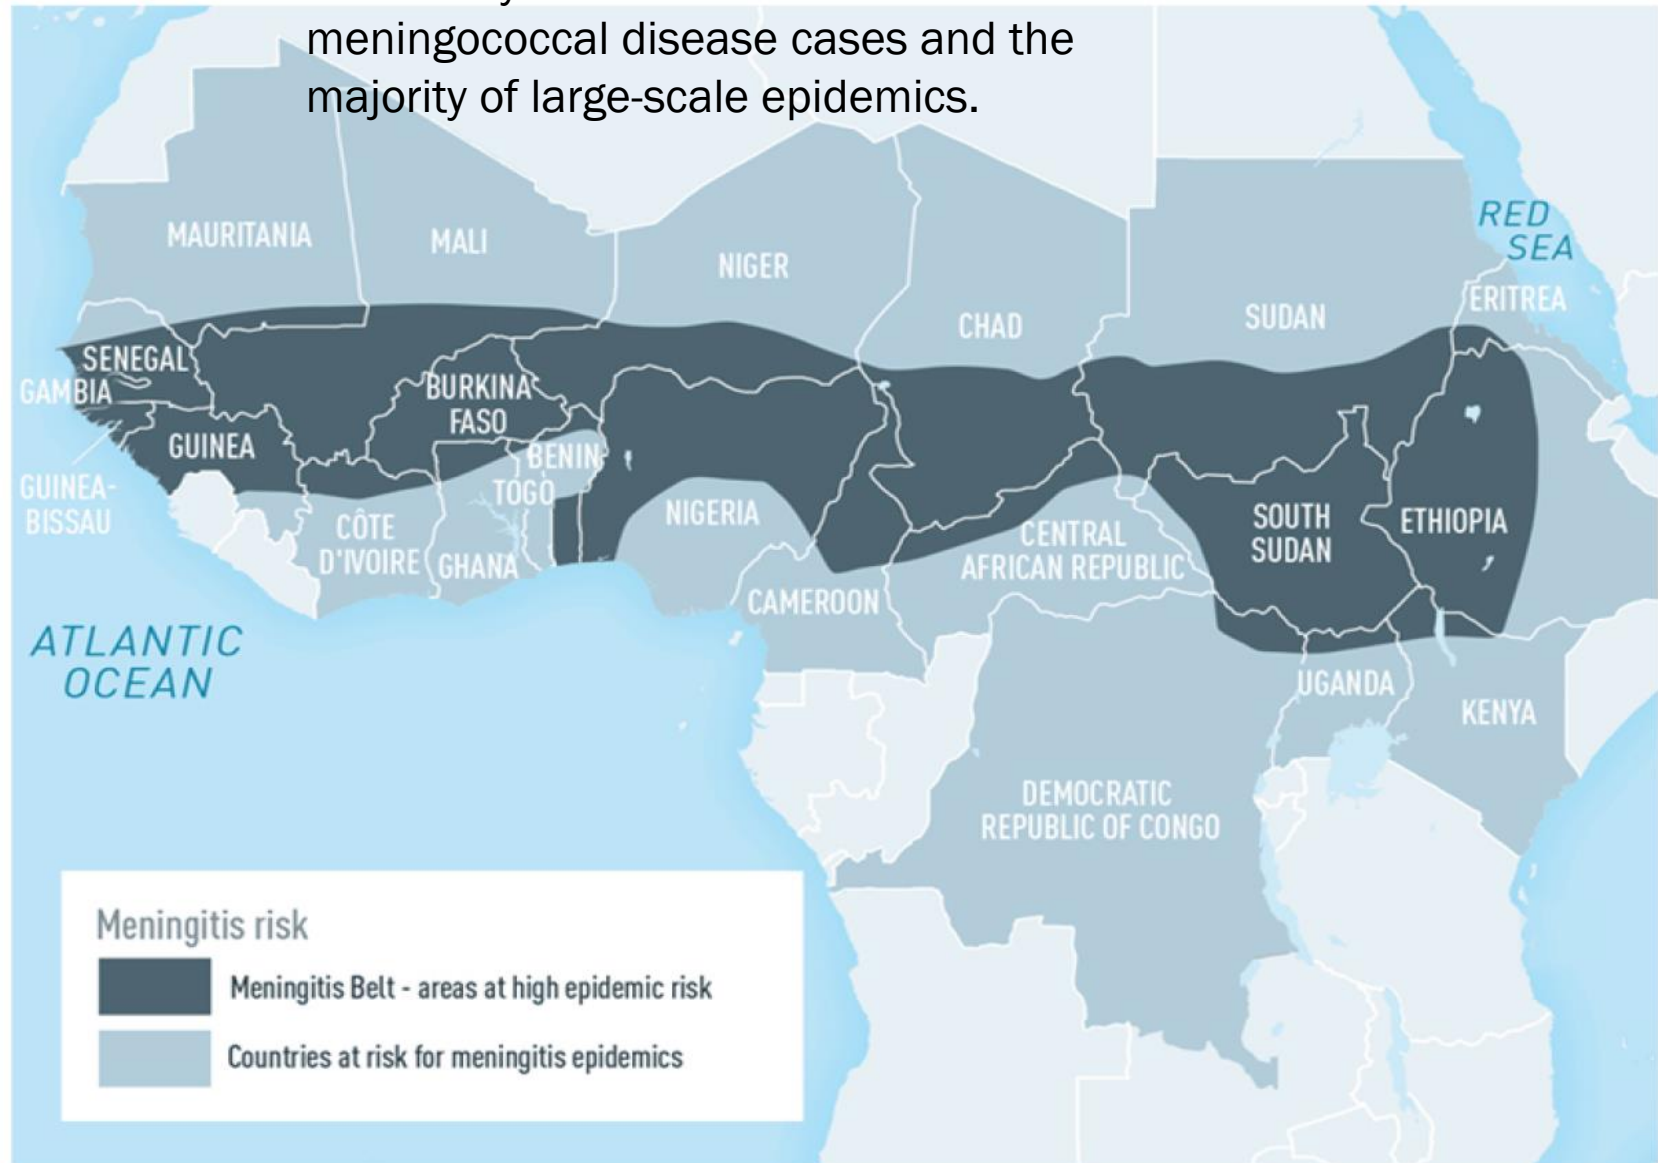 meningococcal disease cases and the
majority of large-scale epidemics.
MAURITANIA
MALI
NIGER
CHAD
SUDAN
RED
SEA
ERITREA
SENEGAL
GAMBIA
BURKINA
FASO
GUINEA
BENIN
TOGO
GUINEA-
BISSAU
CÔTE
D'IVOIRE
GHANA
NIGERIA
CENTRAL
AFRICAN REPUBLIC
SOUTH
SUDAN
ETHIOPIA
CAMEROON
ATLANTIC
OCEAN
UGANDA
KENYA
DEMOCRATIC
REPUBLIC OF CONGO
Meningitis risk
Meningitis Belt - areas at high epidemic risk
Countries at risk for meningitis epidemics